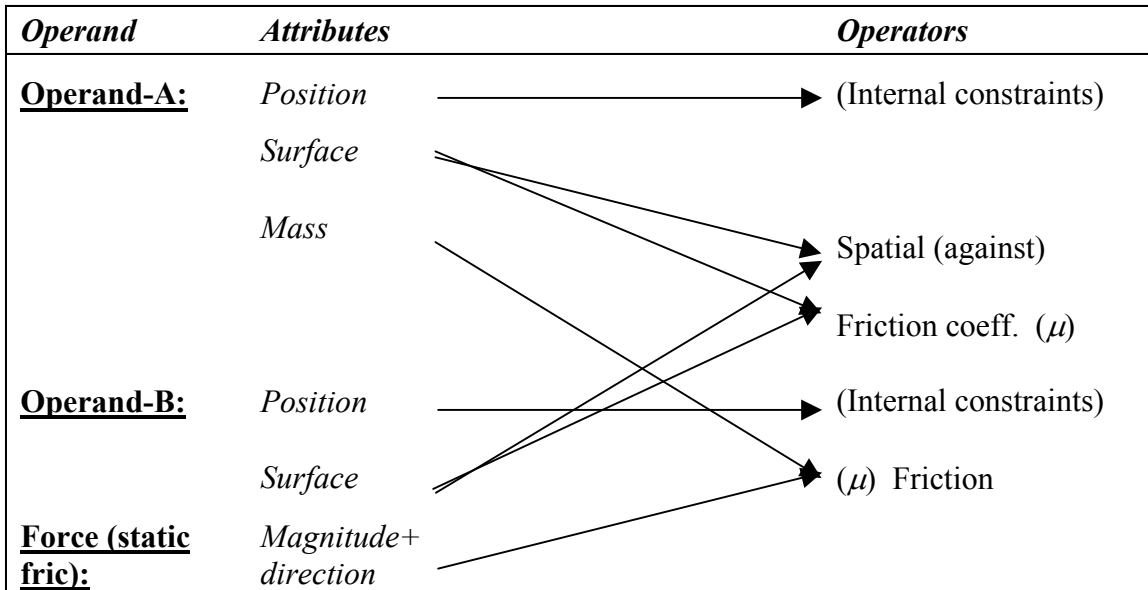 Operand Attributes Operators
Operand-A: Position (Internal constraints)
Surface
Mass
Spatial (against)
Friction coeff. (μ)
Operand-B: Position (Internal constraints)
Surface (μ) Friction
Force (static Magnitude+
fric): direction